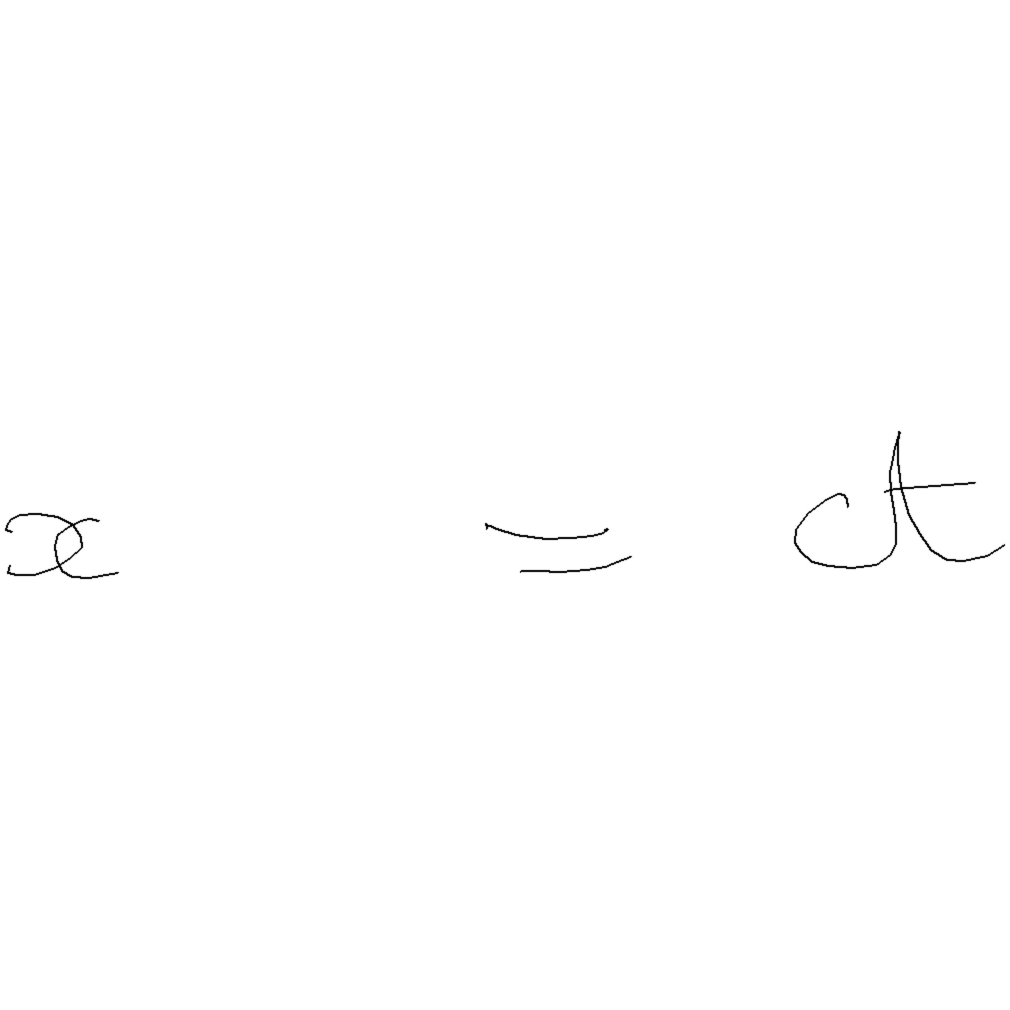 x = ct